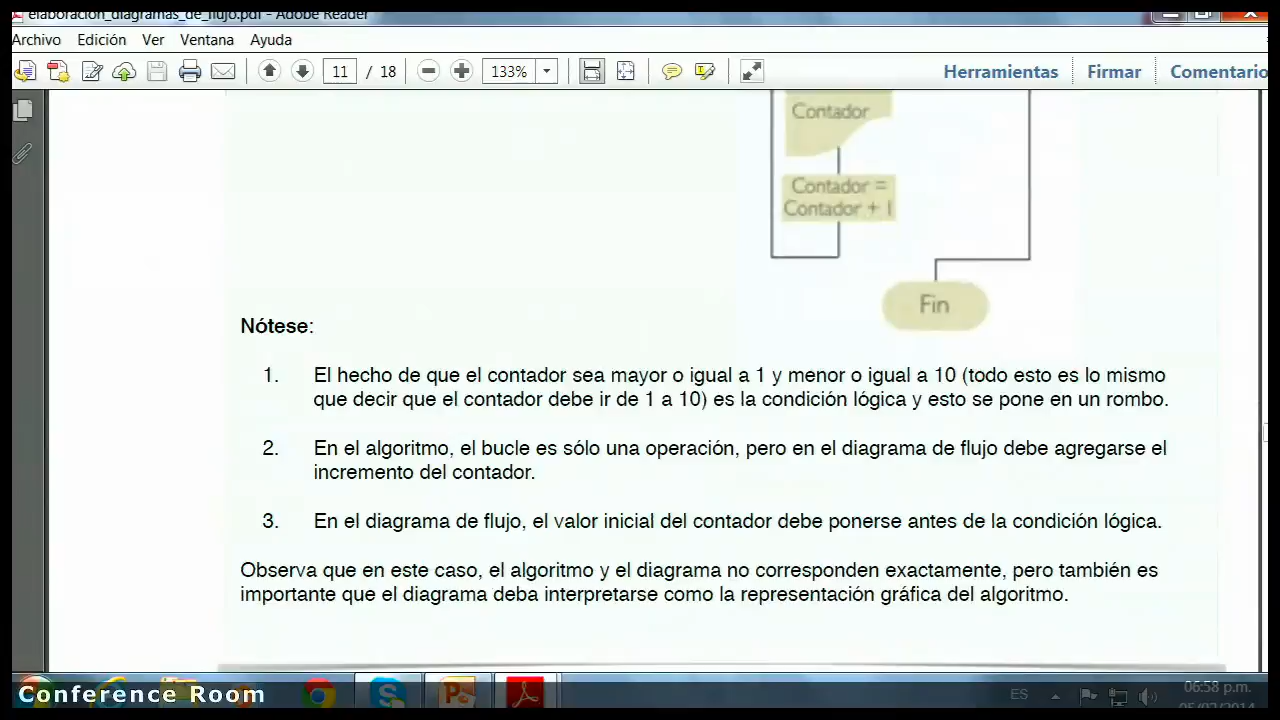 elaboracion_diagramas_de_flujo.pdf - Adobe Reader
Archivo Edición Ver Ventana Ayuda
11 / 18 133% Herramientas Firmar Comentario
Contador
Contador =
Contador + 1
Fin
Nótese:
1. El hecho de que el contador sea mayor o igual a 1 y menor o igual a 10 (todo esto es lo mismo
que decir que el contador debe ir de 1 a 10) es la condición lógica y esto se pone en un rombo.
2. En el algoritmo, el bucle es sólo una operación, pero en el diagrama de flujo debe agregarse el
incremento del contador.
3. En el diagrama de flujo, el valor inicial del contador debe ponerse antes de la condición lógica.
Observa que en este caso, el algoritmo y el diagrama no corresponden exactamente, pero también es
importante que el diagrama deba interpretarse como la representación gráfica del algoritmo.
Conference Room
ES 06:58 p.m.
05/02/2014